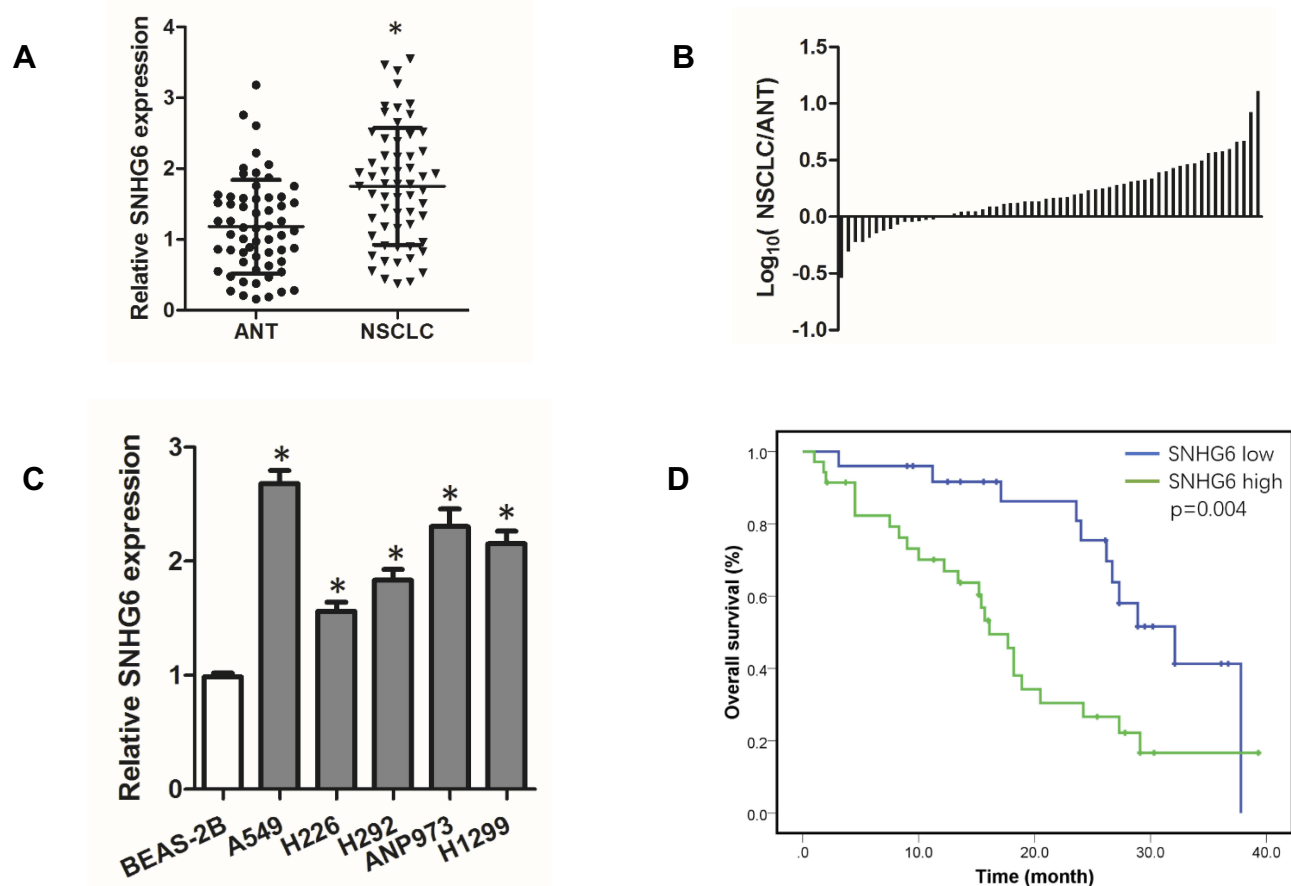 A
Relative SNHG6 expression
4
3
2
1
0
*
ANT
NSCLC
B
Log10( NSCLC/ANT)
1.5
1.0
0.5
0.0
-0.5
-1.0
C
Relative SNHG6 expression
3
2
1
0
*
*
*
*
*
BEAS-2B
A549
H226
H292
ANP973
H1299
D
Overall survival (%)
1.0
0.8
0.6
0.4
0.2
0.0
SNHG6 low
SNHG6 high
p=0.004
.0
10.0
20.0
30.0
40.0
Time (month)